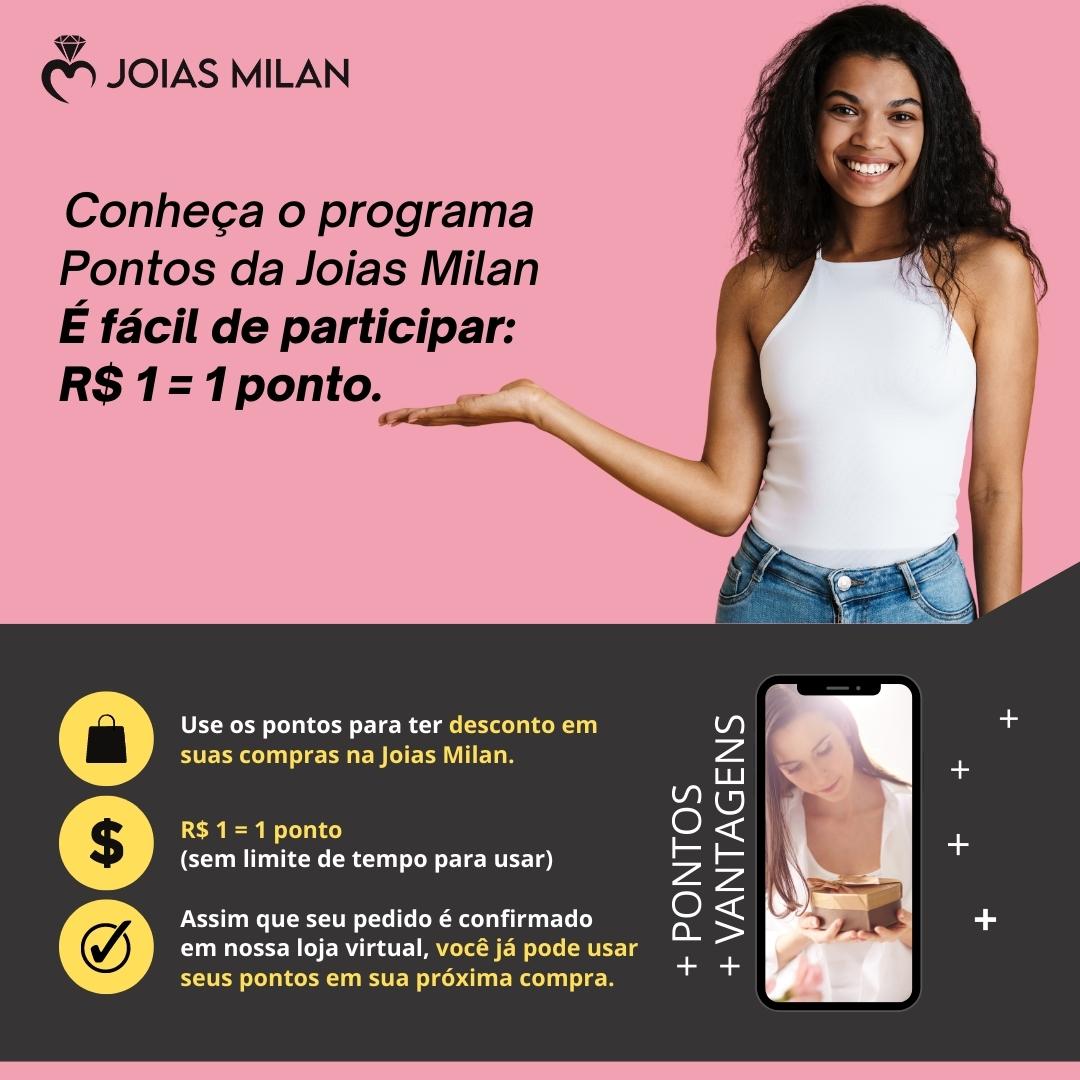 JOIAS MILAN
Conheça o programa
Pontos da Joias Milan
É fácil de participar:
R$ 1 = 1 ponto.
Use os pontos para ter desconto em
suas compras na Joias Milan.
$
R$ 1 = 1 ponto
(sem limite de tempo para usar)
Assim que seu pedido é confirmado
em nossa loja virtual, você já pode usar
seus pontos em sua próxima compra.
+ PONTOS
+ VANTAGENS